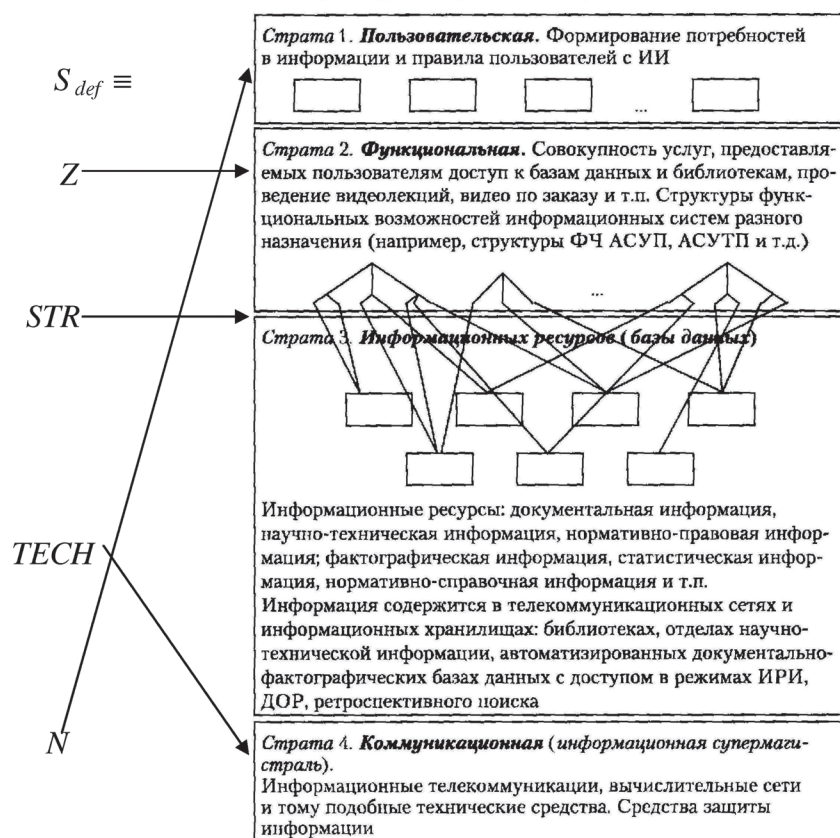 S def ≡
Z
STR
TECH
N
Страта 1. Пользовательская. Формирование потребностей
в информации и правила пользователей с ИИ
...
Страта 2. Функциональная. Совокупность услуг, предоставля-
емых пользователям доступ к базам данных и библиотекам, про-
ведение видеолекций, видео по заказу и т.п. Структуры функ-
циональных возможностей информационных систем разного
назначения (например, структуры ФЧ АСУП, АСУТП и т.д.)
...
Страта 3. Информационных ресурсов (базы данных)
Информационные ресурсы: документальная информация,
научно-техническая информация, нормативно-правовая инфор-
мация; фактографическая информация, статистическая инфор-
мация, нормативно-справочная информация и т.п.
Информация содержится в телекоммуникационных сетях и
информационных хранилищах: библиотеках, отделах научно-
технической информации, автоматизированных документально-
фактографических базах данных с доступом в режимах ИРИ,
ДОР, ретроспективного поиска
Страта 4. Коммуникационная (информационная супермаги-
страль).
Информационные телекоммуникации, вычислительные сети
и тому подобные технические средства. Средства защиты
информации